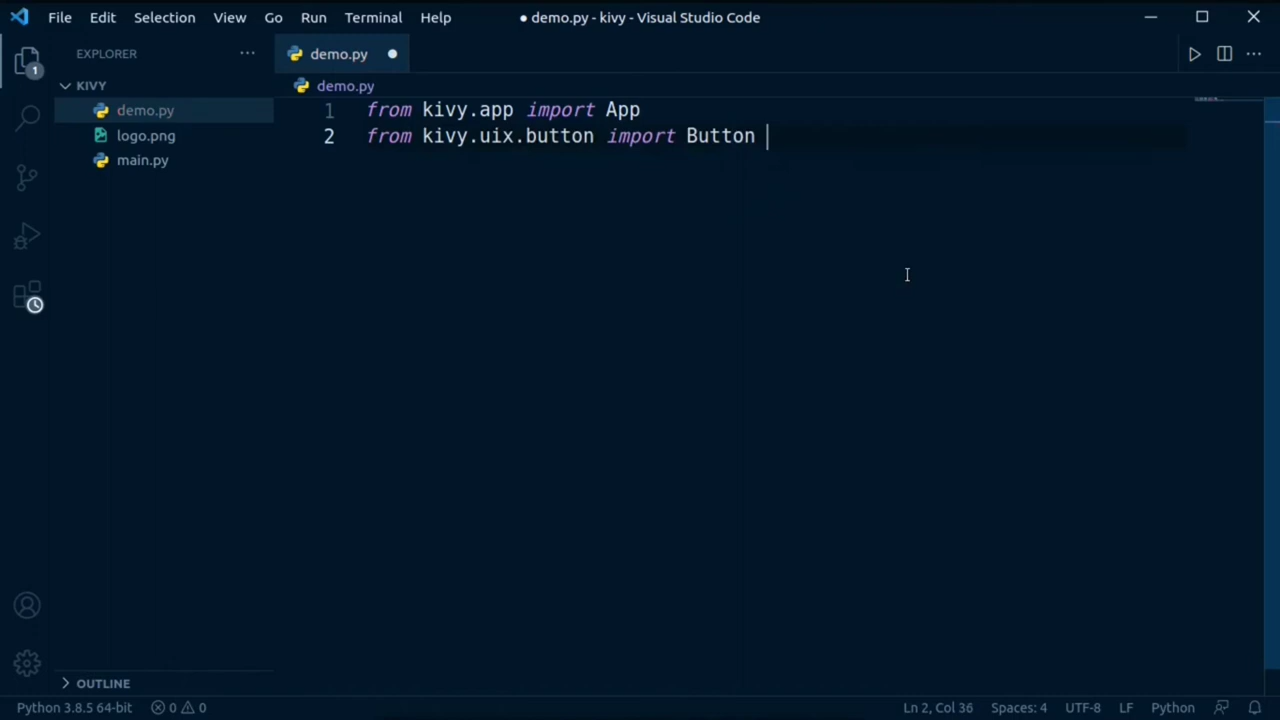 File Edit Selection View Go Run Terminal Help ● demo.py - kivy - Visual Studio Code
EXPLORER ··· demo.py ●
1
KIVY
demo.py
demo.py
logo.png
main.py
1 from kivy.app import App
2 from kivy.uix.button import Button
OUTLINE
Python 3.8.5 64-bit 0 0 Ln 2, Col 36 Spaces: 4 UTF-8 LF Python